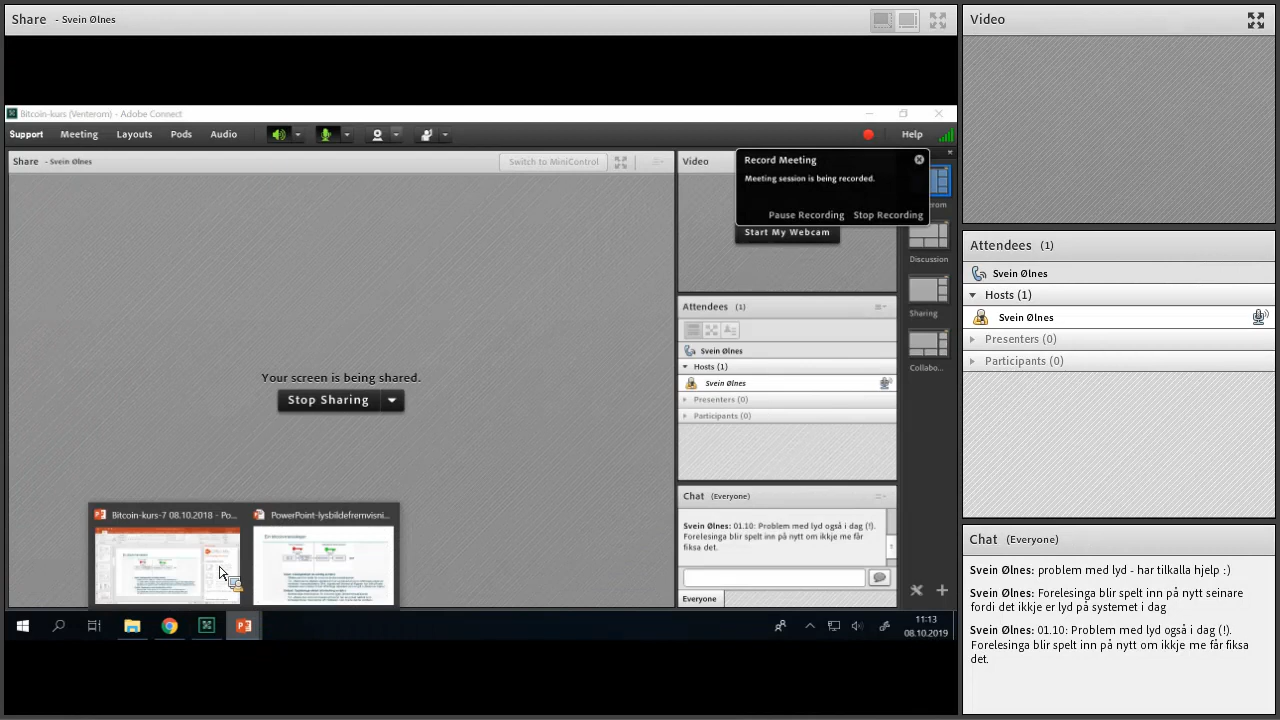 Share - Svein Ølnes
Video
Bitcoin-kurs (Venterom) - Adobe Connect
Support Meeting Layouts Pods Audio Help
Share - Svein Ølnes
Switch to MiniControl
Video
Record Meeting
Meeting session is being recorded.
Pause Recording Stop Recording
Start My Webcam
Discussion
Sharing
Collabo...
Attendees (1)
Svein Ølnes
Hosts (1)
Svein Ølnes
Presenters (0)
Participants (0)
Your screen is being shared.
Stop Sharing
Chat (Everyone)
Svein Ølnes: 01.10: Problem med lyd også i dag (!).
Forelesinga blir spelt inn på nytt om ikkje me får
fiksa det.
Everyone
Bitcoin-kurs-7 08.10.2018 - Po...
PowerPoint-lysbildefremvisni...
11:13
08.10.2019
Attendees (1)
Svein Ølnes
Hosts (1)
Svein Ølnes
Presenters (0)
Participants (0)
Chat (Everyone)
Svein Ølnes: problem med lyd - har tilkalla help :)
Svein Ølnes: Forelesinga blir spelt inn på nytt seinare
fordi det ikkje er lyd på systemet i dag
Svein Ølnes: 01.10: Problem med lyd også i dag (!).
Forelesinga blir spelt inn på nytt om ikkje me får fiksa
det.